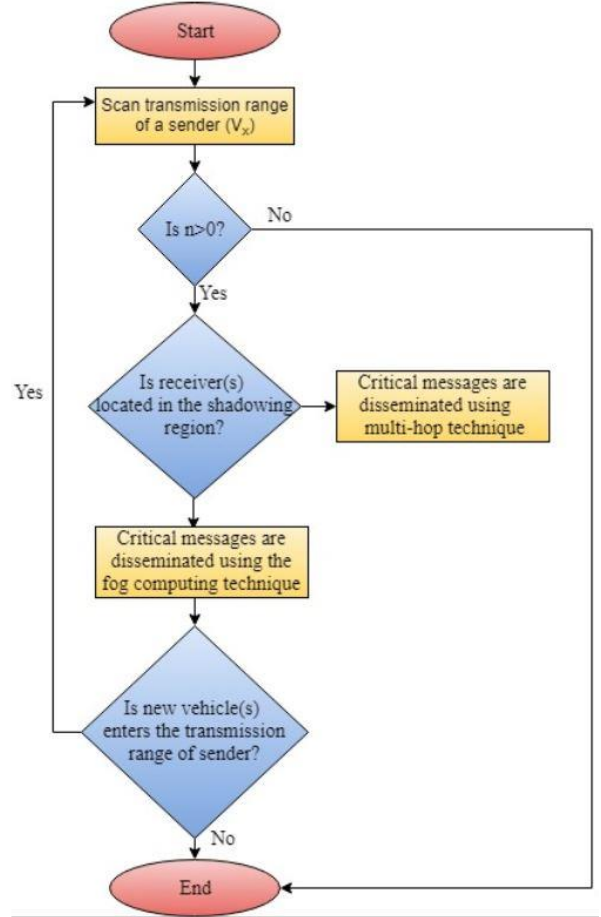 Start
Scan transmission range
of a sender (Vx)
Is n>0?
No
Yes
Is receiver(s)
located in the shadowing
region?
Critical messages are
disseminated using
multi-hop technique
Yes
Critical messages are
disseminated using the
fog computing technique
Is new vehicle(s)
enters the transmission
range of sender?
No
End